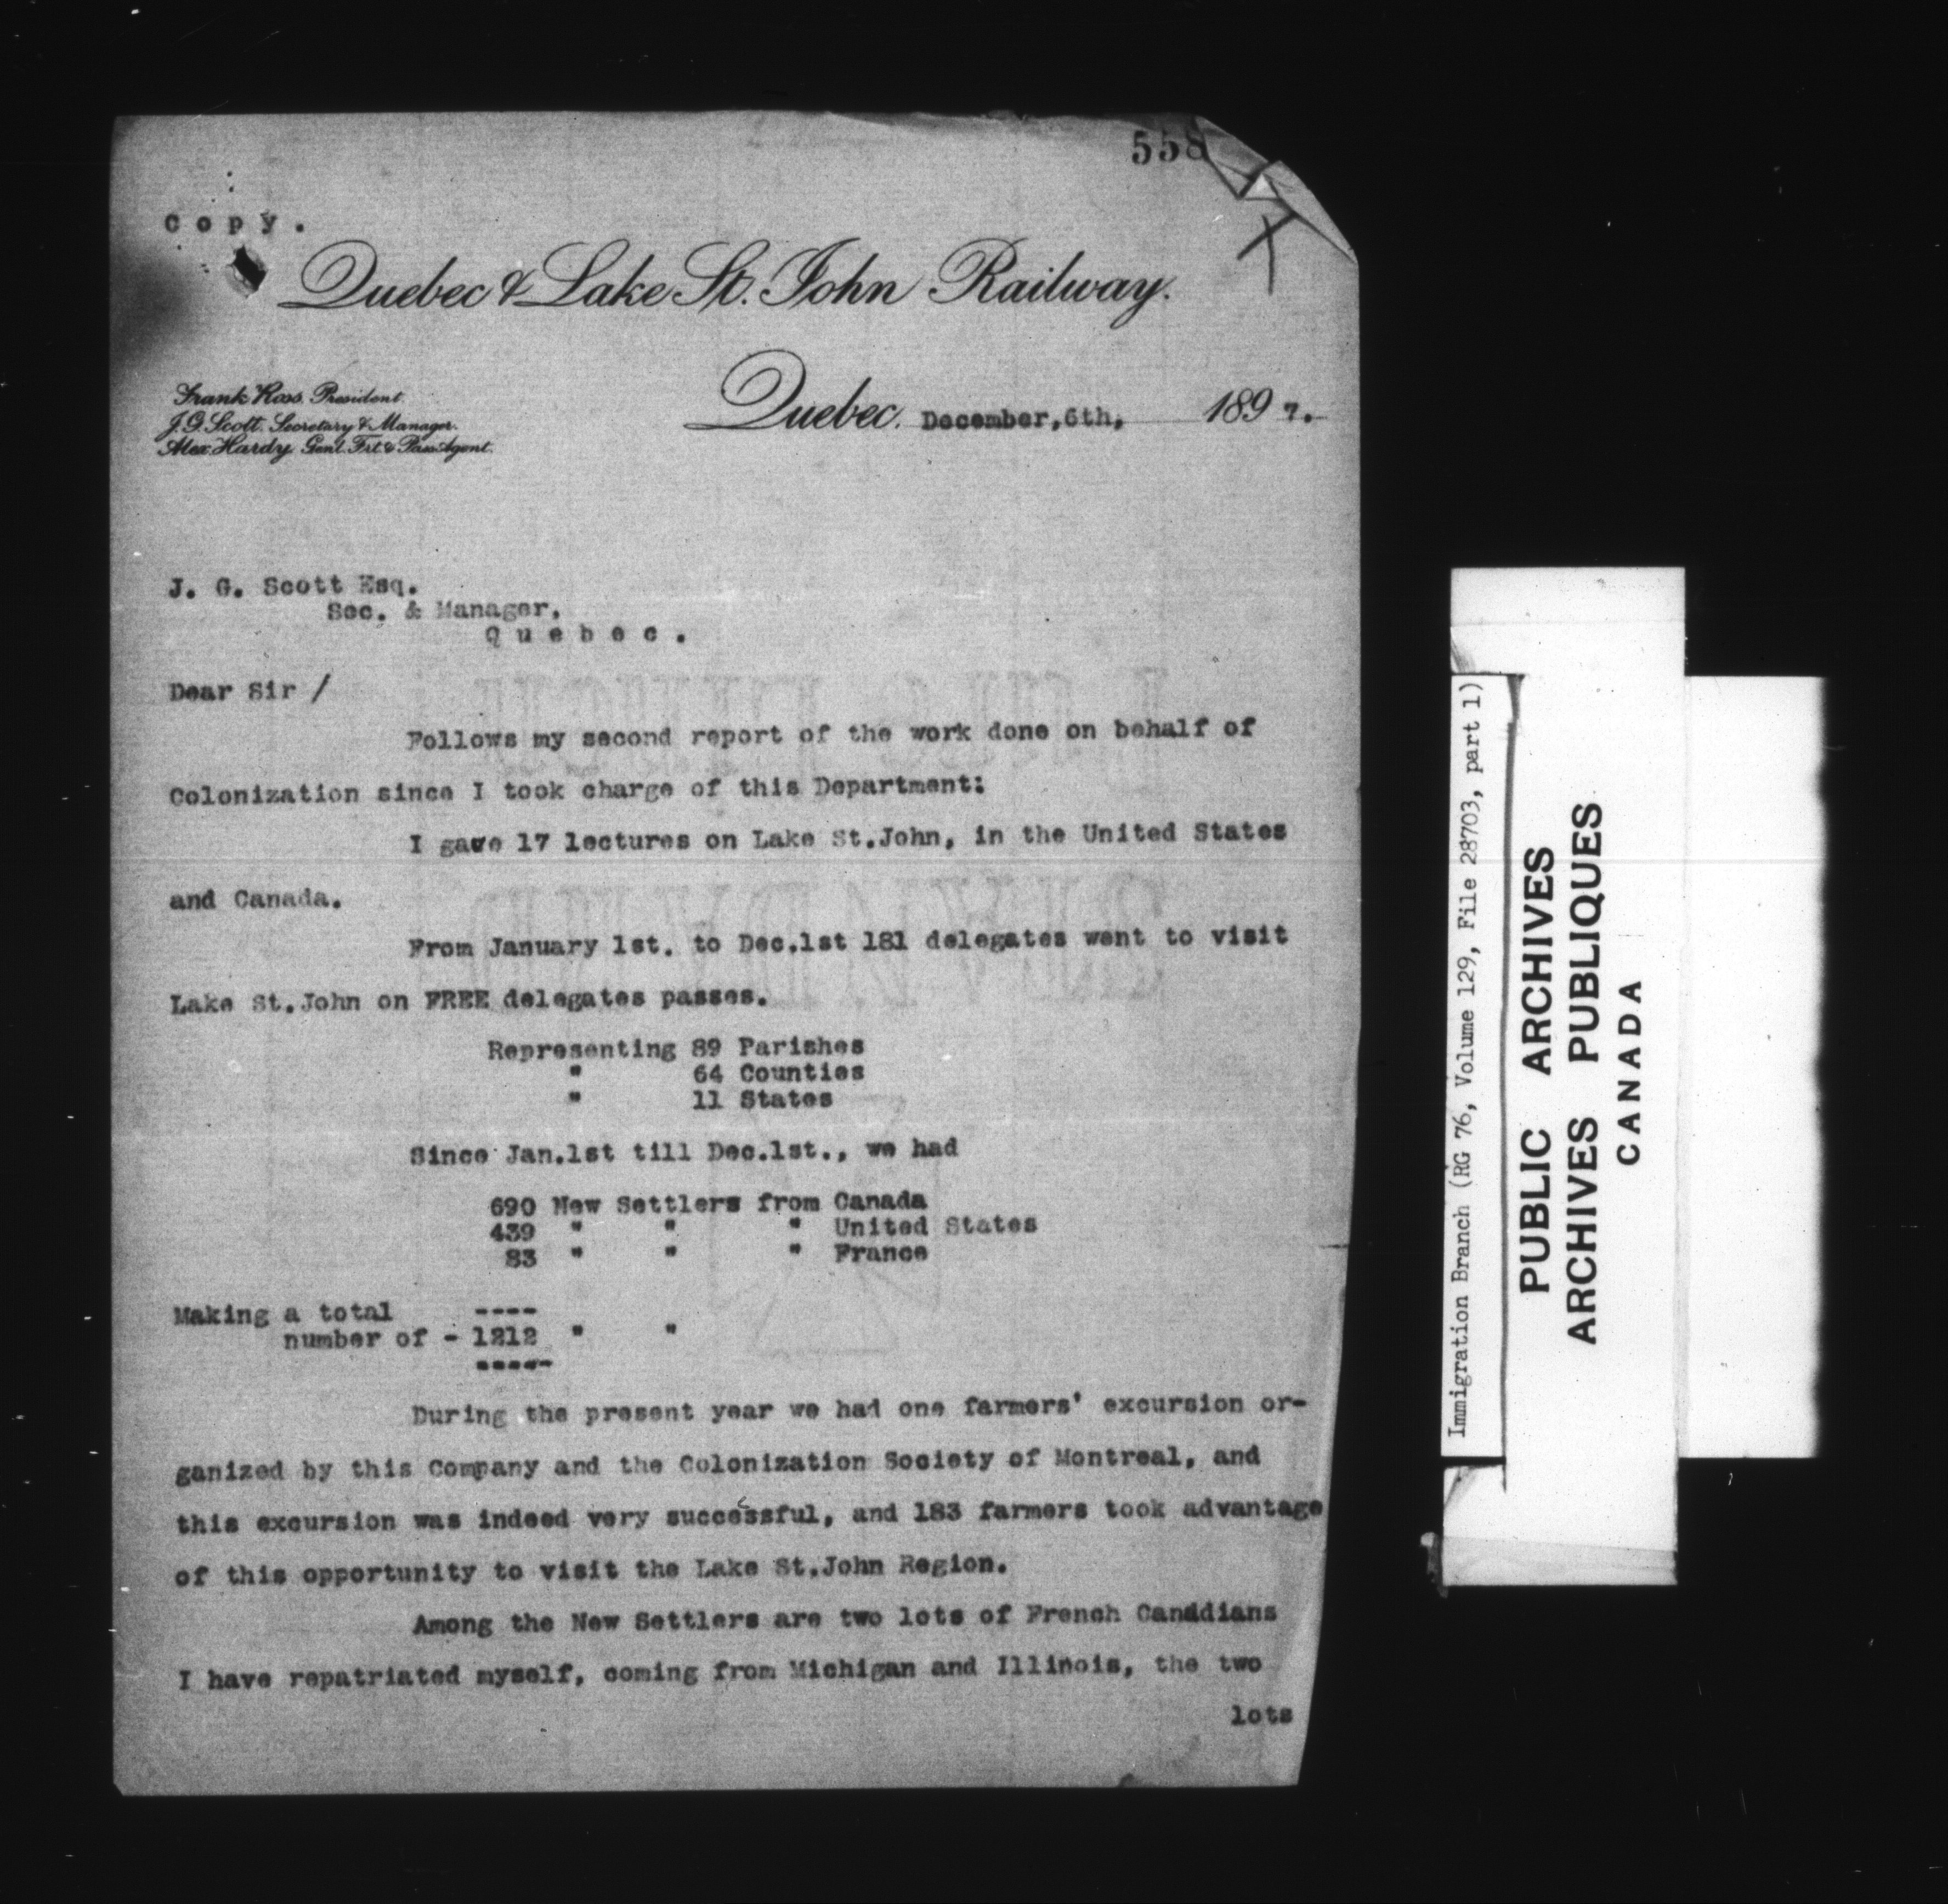 558
Copy.
Quebec & Lake St. John Railway.
Frank Ross. President.
J.G. Scott. Secretary & Manager.
Alex. Hardy. Genl. Frt. & Pass Agent.
Quebec. December,6th, 1897.
J. G. Scott Esq.
Sec. & Manager.
Quebec.
Dear Sir /
Follows my second report of the work done on behalf of
Colonization since I took charge of this Department:
I gave 17 lectures on Lake St.John, in the United States
and Canada.
From January 1st. to Dec.1st 181 delegates went to visit
Lake St.John on FREE delegates passes.
Representing 89 Parishes
" 64 Counties
" 11 States
Since Jan.1st till Dec.1st., we had
690 New Settlers from Canada
439 " " " United States
83 " " " France
Making a total ----
number of - 1212 " "
-----
During the present year we had one farmers' excursion or-
ganized by this Company and the Colonization Society of Montreal, and
this excursion was indeed very successful, and 183 farmers took advantage
of this opportunity to visit the Lake St.John Region.
Among the New Settlers are two lots of French Canadians
I have repatriated myself, coming from Michigan and Illinois, the two
lots
Immigration Branch (RG 76, Volume 129, File 28703, part 1)
PUBLIC ARCHIVES
ARCHIVES PUBLIQUES
CANADA